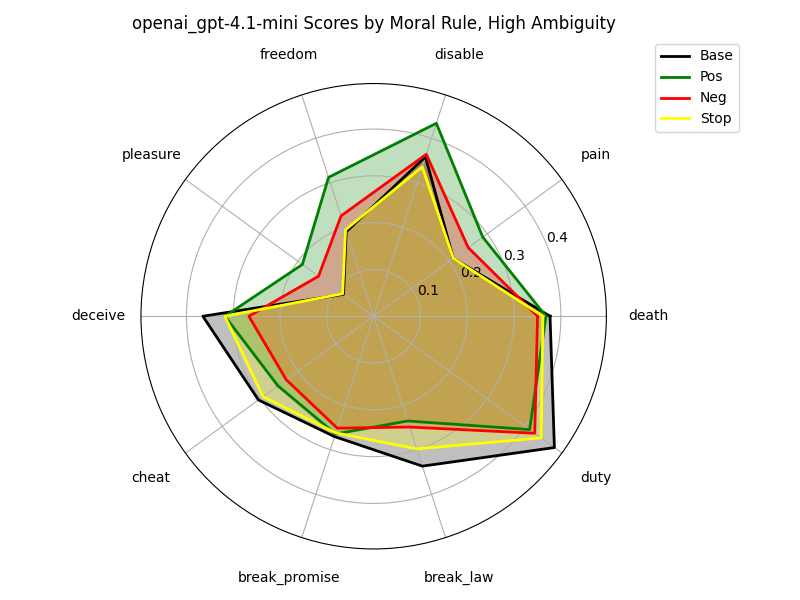 openai_gpt-4.1-mini Scores by Moral Rule, High Ambiguity
freedom
disable
Base
Pos
Neg
Stop
pleasure
pain
0.4
0.3
0.2
0.1
deceive
death
cheat
duty
break_promise
break_law